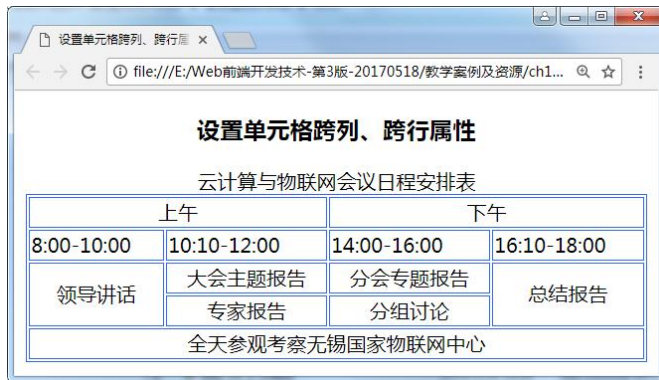 设置单元格跨列、跨行属
file:///E:/Web前端开发技术-第3版-20170518/教学案例及资源/ch1...
设置单元格跨列、跨行属性
云计算与物联网会议日程安排表
上午 下午
8:00-10:00 10:10-12:00 14:00-16:00 16:10-18:00
领导讲话 大会主题报告 分会专题报告 总结报告
专家报告 分组讨论
全天参观考察无锡国家物联网中心